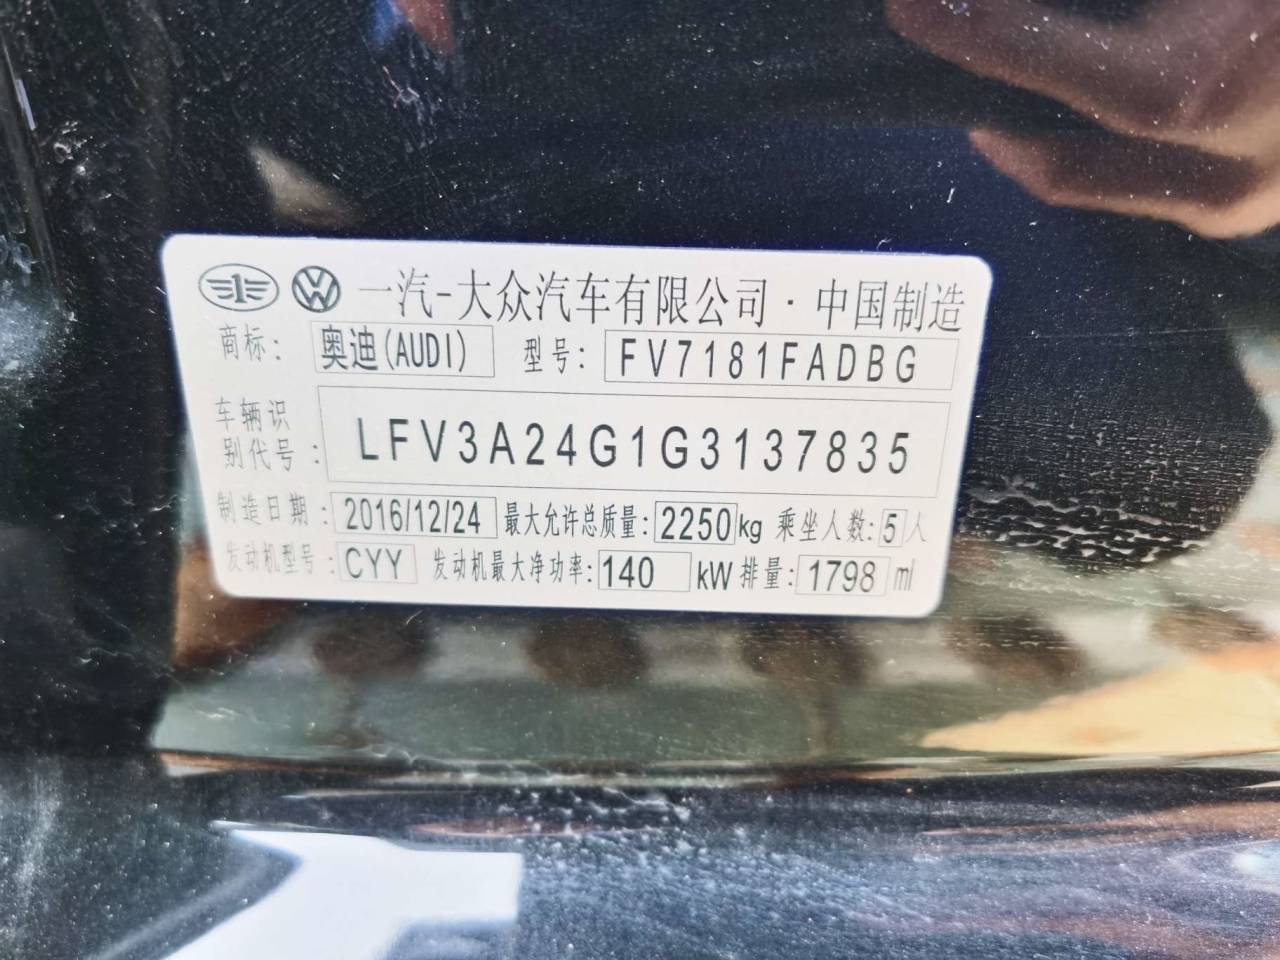 一汽-大众汽车有限公司·中国制造
商标: 奥迪(AUDI) 型号: FV7181FADBG
车辆识
别代号: LFV3A24G1G3137835
制造日期: 2016/12/24 最大允许总质量: 2250kg 乘坐人数: 5人
发动机型号: CYY 发动机最大净功率: 140 kW 排量: 1798 ml